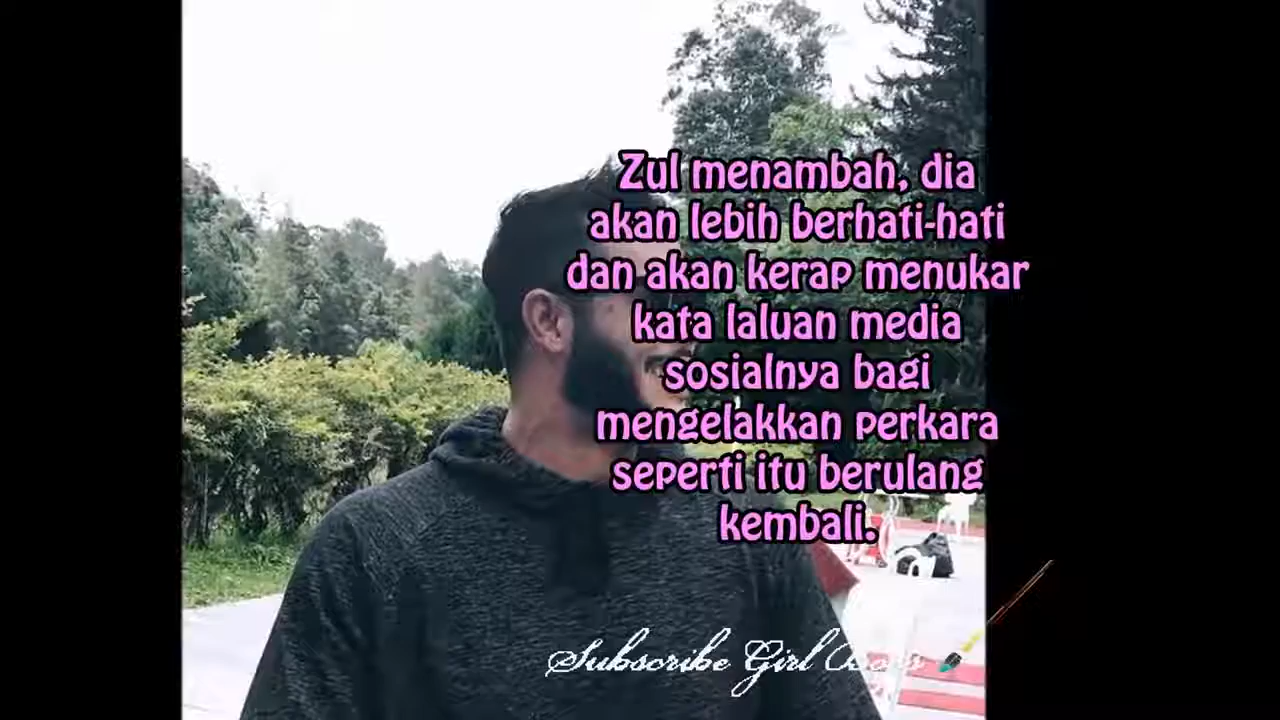 Zul menambah, dia
akan lebih berhati-hati
dan akan kerap menukar
kata laluan media
sosialnya bagi
mengelakkan perkara
seperti itu berulang
kembali.
Subscribe Girl